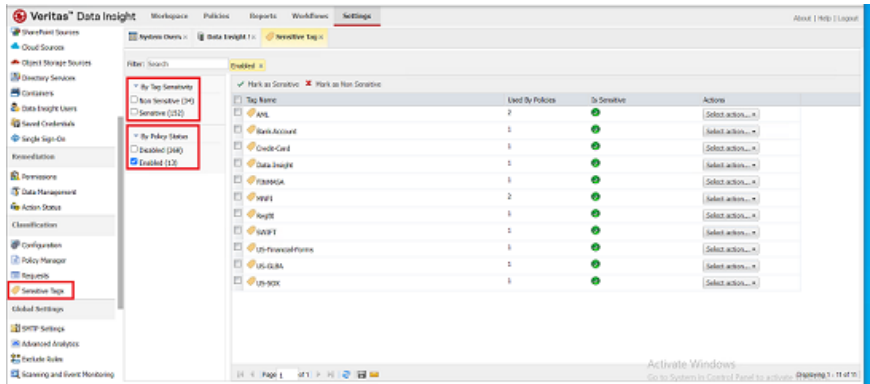 Veritas™ Data Insight
Workspace
Policies
Reports
Workflows
Settings
About | Help | Logout
SharePoint Sources
Cloud Sources
Object Storage Sources
Directory Services
Containers
Data Insight Users
Saved Credentials
Single Sign-On
Remediation
Permissions
Data Management
Action Status
Classification
Configuration
Policy Manager
Requests
Sensitive Tags
Global Settings
SMTP Settings
Advanced Analytics
Exclude Rules
Scanning and Event Monitoring
System Overv ×
Data Insight ! ×
Sensitive Tag ×
Filter: Search
By Tag Sensitivity
Non Sensitive (34)
Sensitive (152)
By Policy Status
Disabled (268)
Enabled (13)
Enabled ×
Mark as Sensitive
Mark as Non Sensitive
Tag Name Used By Policies Is Sensitive Actions
AML 2 Select action...
Bank-Account 1 Select action...
Credit-Card 1 Select action...
Data Insight 1 Select action...
1 Select action...
2 Select action...
1 Select action...
SWIFT 1 Select action...
US-Financial-Forms 1 Select action...
US-GLBA 1 Select action...
US-SOX 1 Select action...
Page 1 of 1
Displaying 1 - 11 of 11
Activate Windows
Go to System in Control Panel to activate